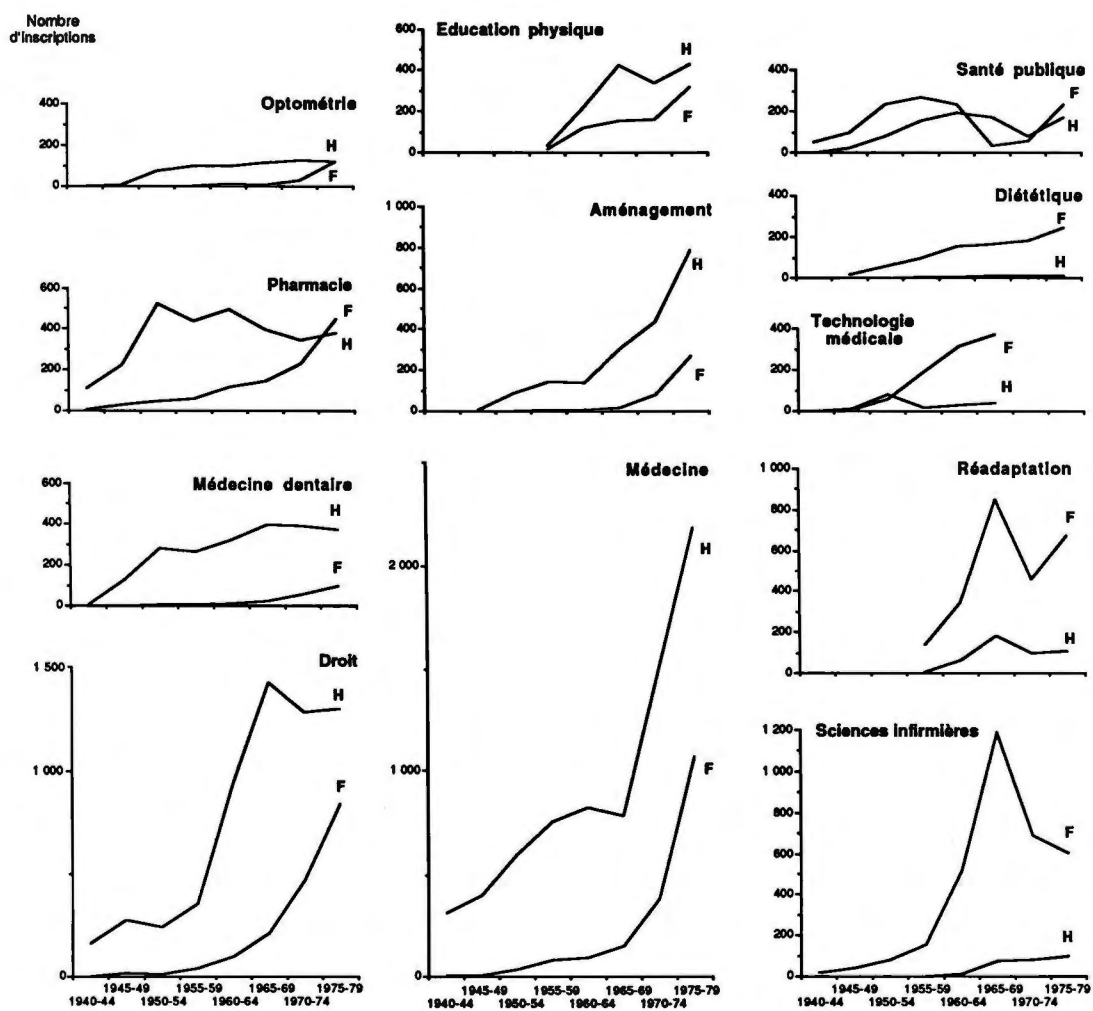 Nombre
d'inscriptions
Optométrie
400
200
0
H
F
Pharmacie
600
400
200
0
F
H
Médecine dentaire
600
400
200
0
H
F
Droit
1 500
1 000
0
H
F
1945-49 1955-59 1965-69 1975-79
1940-44 1950-54 1960-64 1970-74
Education physique
600
400
200
0
H
F
Aménagement
1 000
800
600
400
200
0
H
F
Médecine
2 000
1 000
0
H
F
1945-49 1955-59 1965-69 1975-79
1940-44 1950-54 1960-64 1970-74
Santé publique
400
200
0
F
H
Diététique
400
200
0
F
H
Technologie
médicale
400
200
0
F
H
Réadaptation
1 000
800
600
400
200
0
F
H
Sciences infirmières
1 200
1 000
800
600
400
200
0
F
H
1945-49 1955-59 1965-69 1975-79
1940-44 1950-54 1960-64 1970-74